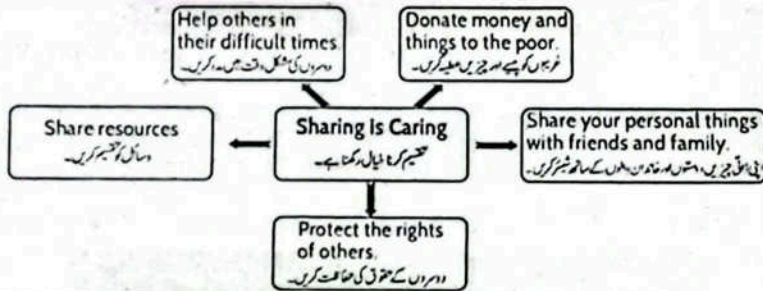 Help others in
their difficult times.
دوسروں کی مشکل وقت میں مدد کریں۔
Donate money and
things to the poor.
غریبوں کو پیسے اور چیزیں عطیہ کریں۔
Share resources
وسائل کو تقسیم کریں۔
Sharing Is Caring
تقسیم کرنا خیال رکھنا ہے۔
Share your personal things
with friends and family.
اپنی چیزیں دوستوں اور خاندان والوں کے ساتھ شیئر کریں۔
Protect the rights
of others.
دوسروں کے حقوق کی حفاظت کریں۔